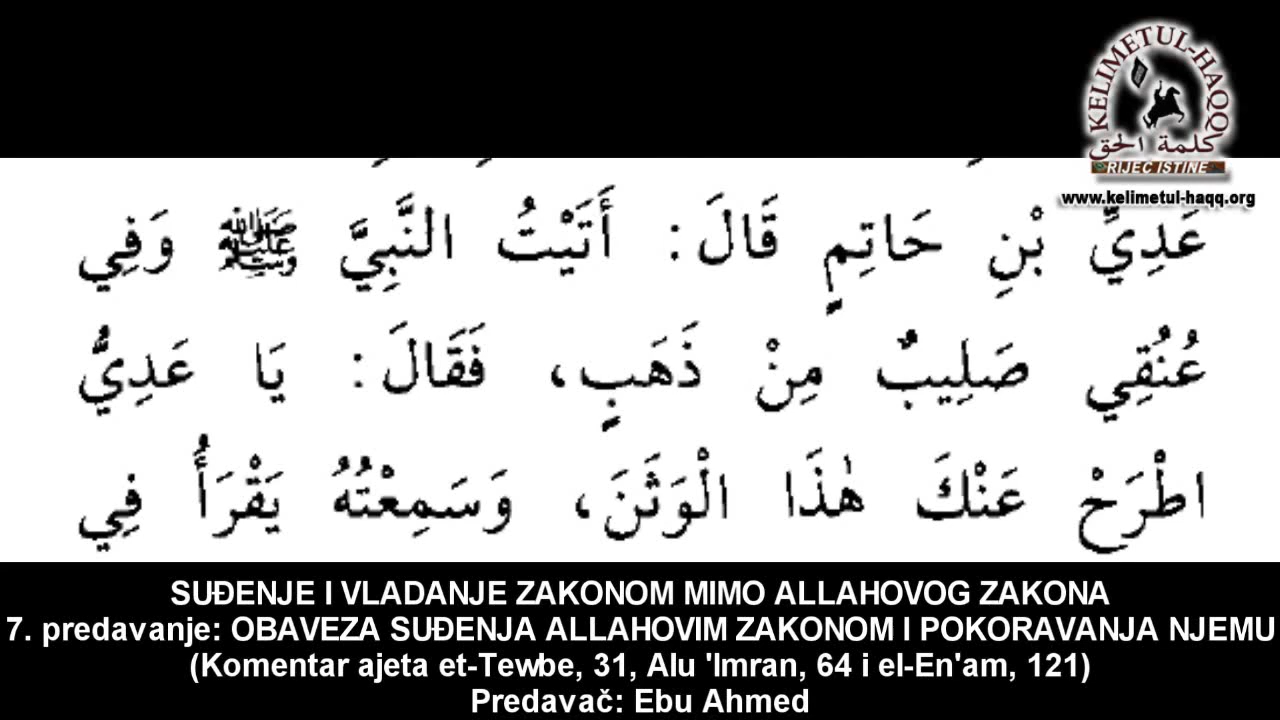 KELIMETUL-HAQQ
كلمة الحق
RIJEC ISTINE
www.kelimetul-haqq.org
عَدِيِّ بْنِ حَاتِمٍ قَالَ: أَتَيْتُ النَّبِيَّ ﷺ وَفِي
عُنُقِي صَلِيبٌ مِنْ ذَهَبٍ، فَقَالَ: يَا عَدِيُّ
اطْرَحْ عَنْكَ هٰذَا الْوَثَنَ، وَسَمِعْتُهُ يَقْرَأُ فِي
SUĐENJE I VLADANJE ZAKONOM MIMO ALLAHOVOG ZAKONA
7. predavanje: OBAVEZA SUĐENJA ALLAHOVIM ZAKONOM I POKORAVANJA NJEMU
(Komentar ajeta et-Tewbe, 31, Alu 'Imran, 64 i el-En'am, 121)
Predavač: Ebu Ahmed